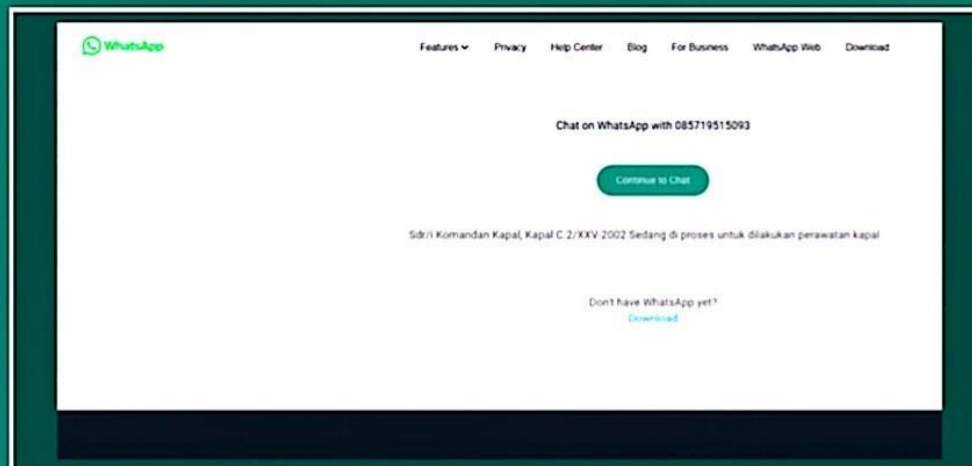 WhatsApp
Features Privacy Help Center Blog For Business WhatsApp Web Download
Chat on WhatsApp with 085719515093
Continue to Chat
Sdr/i Komandan Kapal, Kapal C.2/XXV-2002 Sedang di proses untuk dilakukan perawatan kapal
Don't have WhatsApp yet?
Download